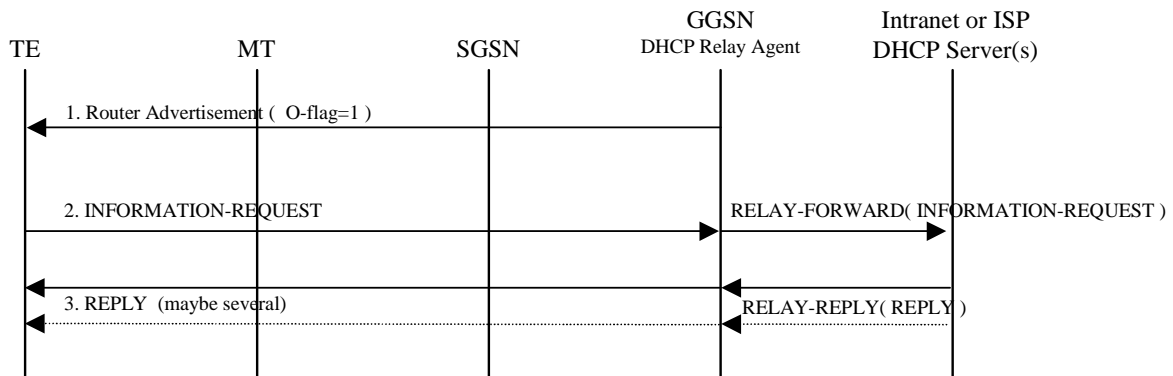 TE
MT
SGSN
GGSN
DHCP Relay Agent
Intranet or ISP
DHCP Server(s)
1. Router Advertisement ( O-flag=1 )
2. INFORMATION-REQUEST
RELAY-FORWARD( INFORMATION-REQUEST )
3. REPLY (maybe several)
RELAY-REPLY( REPLY )